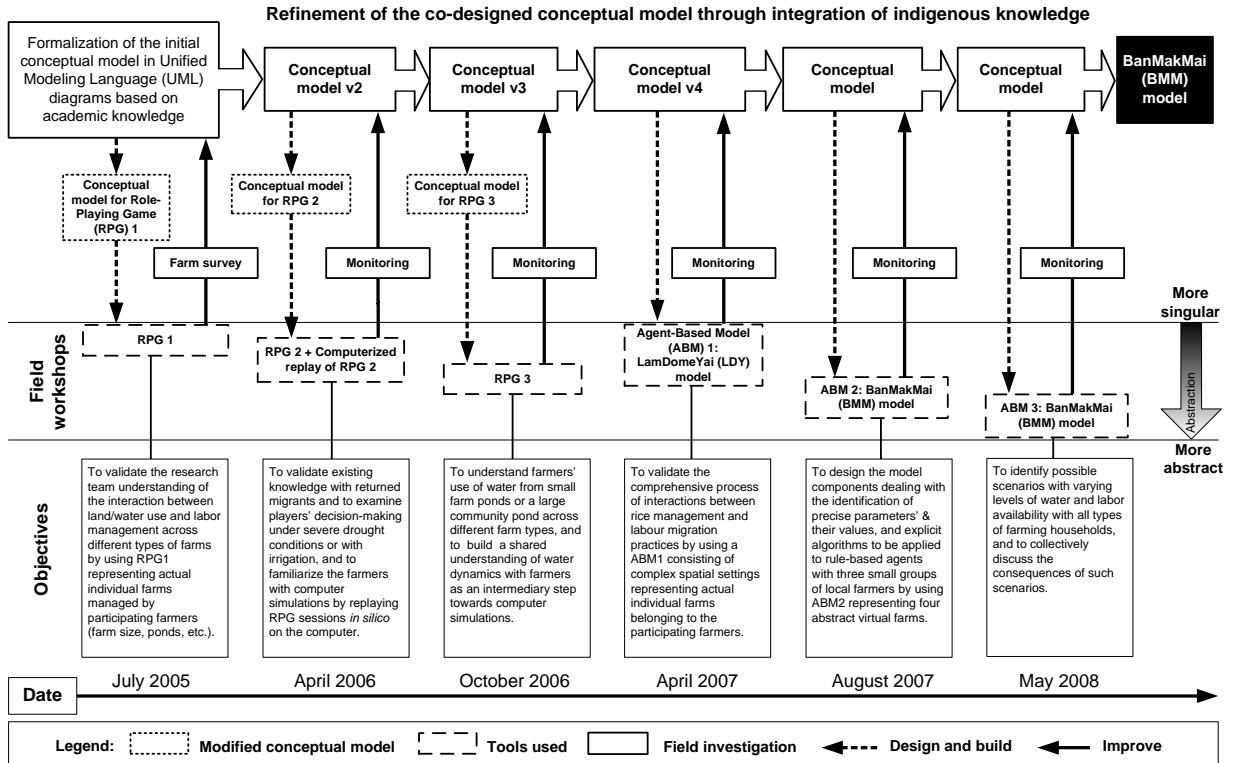 Refinement of the co-designed conceptual model through integration of indigenous knowledge
Formalization of the initial
conceptual model in Unified
Modeling Language (UML)
diagrams based on
academic knowledge
Conceptual
model v2
Conceptual
model v3
Conceptual
model v4
Conceptual
model
Conceptual
model
BanMakMai
(BMM)
model
Conceptual
model for Role-
Playing Game
(RPG) 1
Conceptual model
for RPG 2
Conceptual model
for RPG 3
Farm survey
Monitoring
Monitoring
Monitoring
Monitoring
Monitoring
More
singular
Abstraction
More
abstract
Field
workshops
RPG 1
RPG 2 + Computerized
replay of RPG 2
RPG 3
Agent-Based Model
(ABM) 1:
LamDomeYai (LDY)
model
ABM 2: BanMakMai
(BMM) model
ABM 3: BanMakMai
(BMM) model
Objectives
To validate the research
team understanding of
the interaction between
land/water use and labor
management across
different types of farms
by using RPG1
representing actual
individual farms
managed by
participating farmers
(farm size, ponds, etc.).
To validate existing
knowledge with returned
migrants and to examine
players' decision-making
under severe drought
conditions or with
irrigation, and to
familiarize the farmers
with computer
simulations by replaying
RPG sessions in silico
on the computer.
To understand farmers'
use of water from small
farm ponds or a large
community pond across
different farm types, and
to build a shared
understanding of water
dynamics with farmers
as an intermediary step
towards computer
simulations.
To validate the
comprehensive process
of interactions between
rice management and
labour migration
practices by using a
ABM1 consisting of
complex spatial settings
representing actual
individual farms
belonging to the
participating farmers.
To design the model
components dealing with
the identification of
precise parameters' &
their values, and explicit
algorithms to be applied
to rule-based agents
with three small groups
of local farmers by using
ABM2 representing four
abstract virtual farms.
To identify possible
scenarios with varying
levels of water and labor
availability with all types
of farming households,
and to collectively
discuss the
consequences of such
scenarios.
Date
July 2005
April 2006
October 2006
April 2007
August 2007
May 2008
Legend:
Modified conceptual model
Tools used
Field investigation
Design and build
Improve